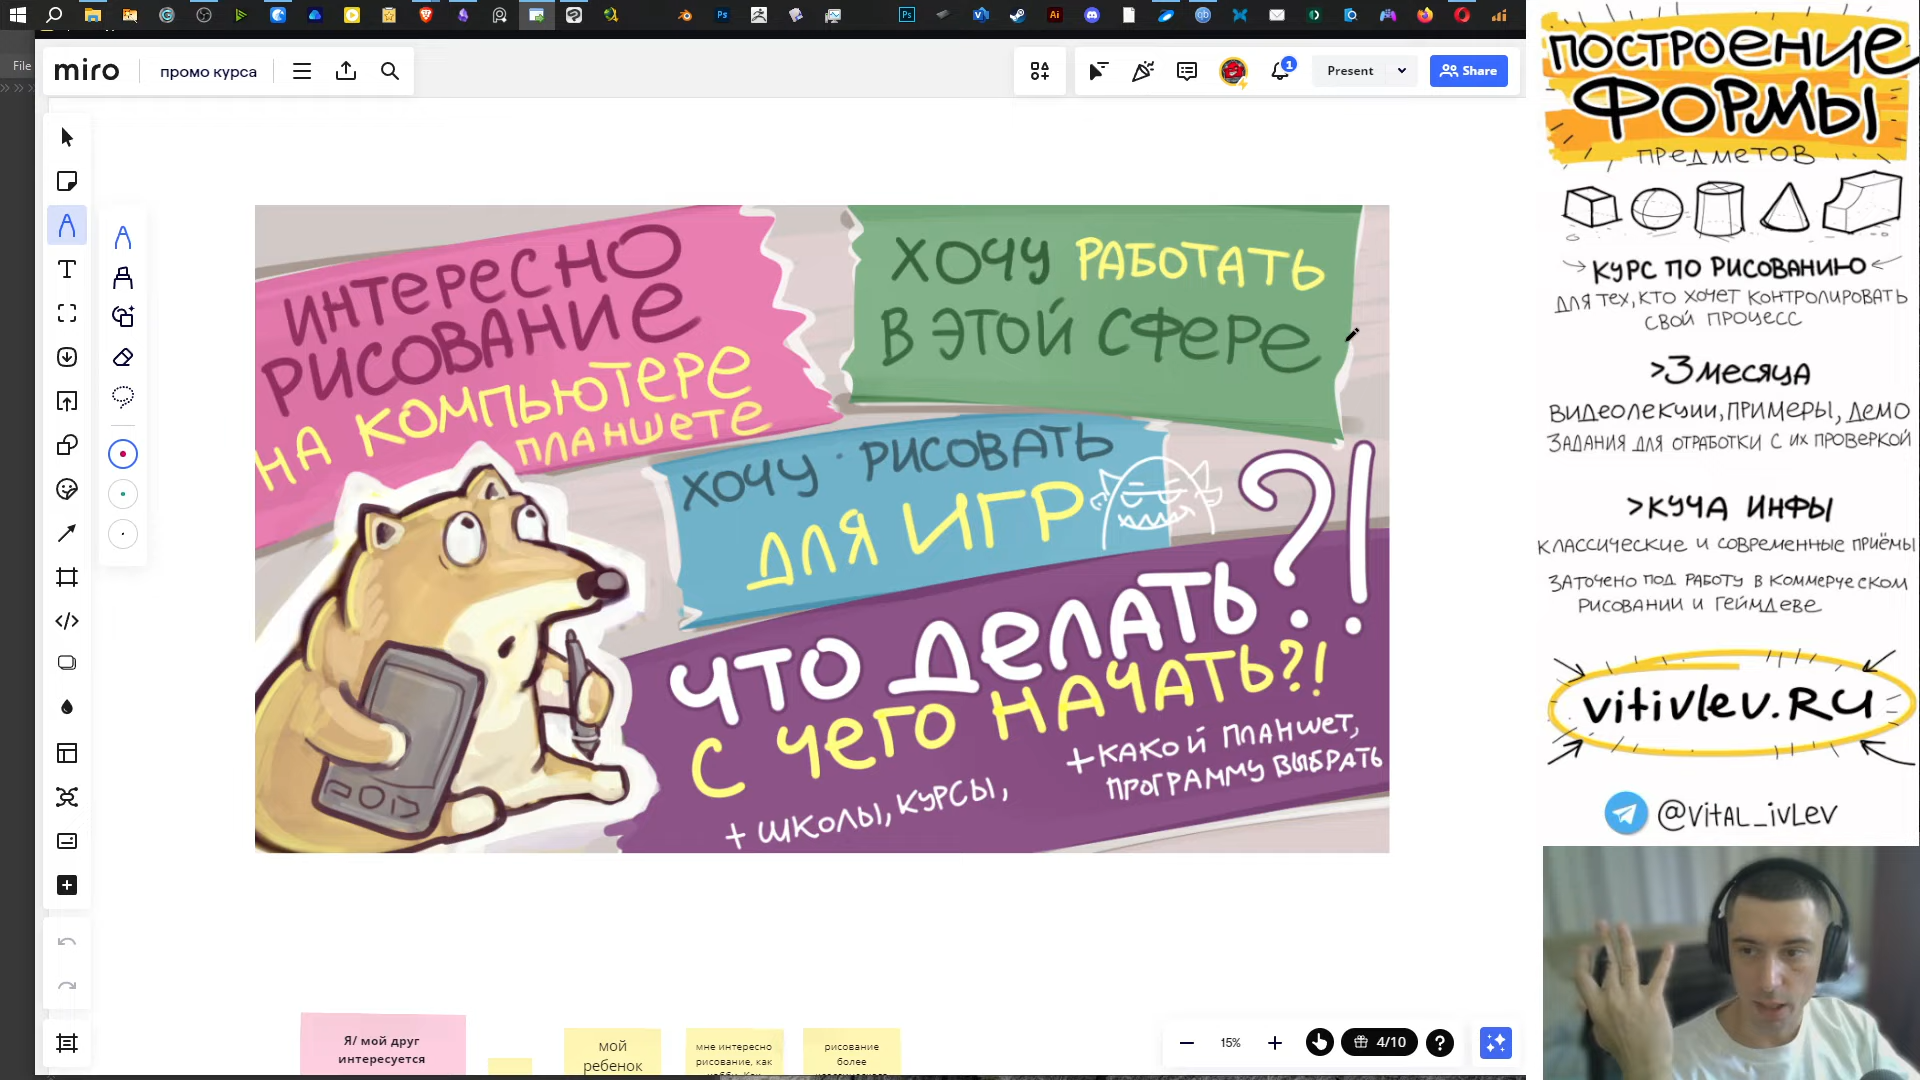 File
miro
промо курса
1
Present
Share
ИНТЕРЕСНО
РИСОВАНИЕ
НА КОМПЬЮТЕРЕ
ПЛАНШЕТЕ
ХОЧУ РАБОТАТЬ
В ЭТОЙ СФЕРЕ
ХОЧУ · РИСОВАТЬ
ДЛЯ ИГР
ЧТО ДЕЛАТЬ?!
С ЧЕГО НАЧАТЬ?!
+ ШКОЛЫ, КУРСЫ,
+ КАКОЙ ПЛАНШЕТ,
ПРОГРАММУ ВЫБРАТЬ
Я/ мой друг
интересуется
мой
ребенок
мне интересно
рисование, как
рисование
более
15%
4/10
ПОСТРОЕНИЕ
ФОРМЫ
ПРЕДМЕТОВ
КУРС ПО РИСОВАНИЮ
ДЛЯ ТЕХ, КТО ХОЧЕТ КОНТРОЛИРОВАТЬ
СВОЙ ПРОЦЕСС
>3 месяца
ВИДЕОЛЕКЦИИ, ПРИМЕРЫ, ДЕМО
ЗАДАНИЯ ДЛЯ ОТРАБОТКИ С ИХ ПРОВЕРКОЙ
>КУЧА ИНФЫ
КЛАССИЧЕСКИЕ И СОВРЕМЕННЫЕ ПРИЁМЫ
ЗАТОЧЕНО ПОД РАБОТУ В КОММЕРЧЕСКОМ
РИСОВАНИИ И ГЕЙМДЕВЕ
vitivlev.RU
@VITAL_IVLEV